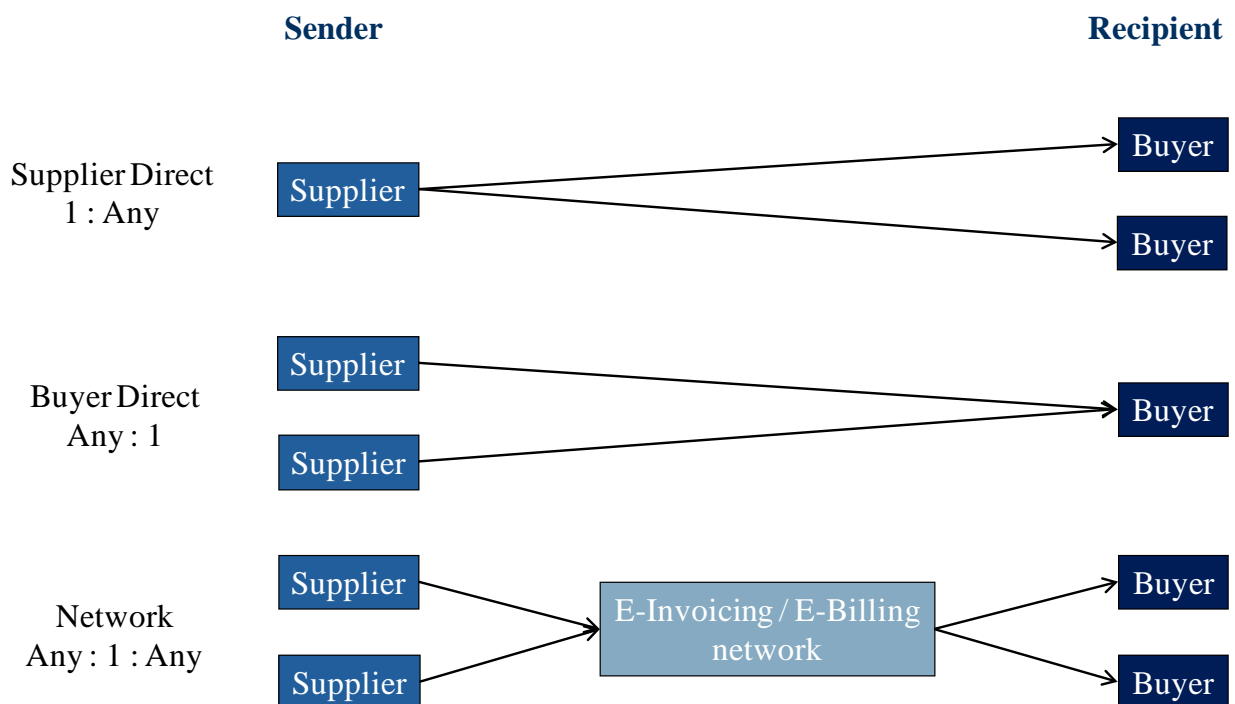 Sender
Recipient
Supplier Direct
1 : Any
Supplier
Buyer
Buyer
Buyer Direct
Any : 1
Supplier
Supplier
Buyer
Network
Any : 1 : Any
Supplier
Supplier
E-Invoicing / E-Billing
network
Buyer
Buyer